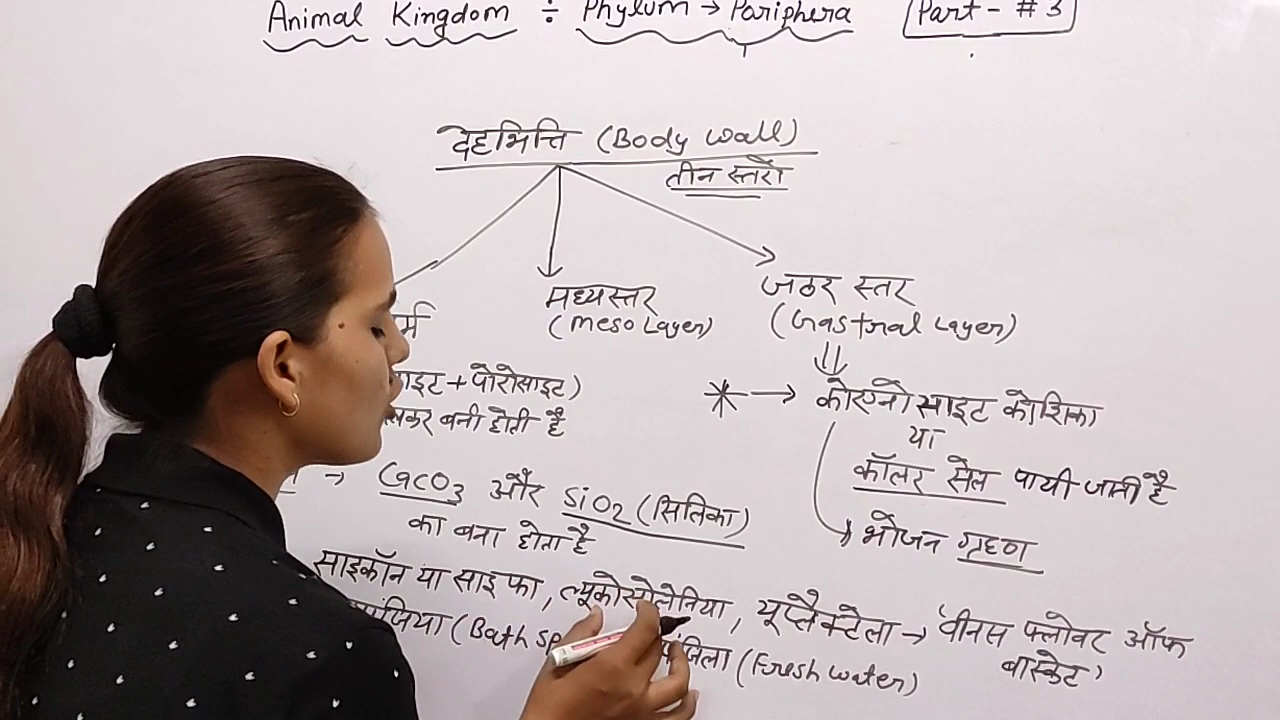 Animal Kingdom ÷ Phylum → Pariphera Part - #3
देहभित्ति (Body wall)
तीन स्तरों
मध्यस्तर
(Meso Layer)
जठर स्तर
(Gastral Layer)
र्म
ाइट + पोरोसाइट)
लकर बनी होती है
* → कोएनोसाइट कोशिका
या
कॉलर सेल पायी जाती है
भोजन ग्रहण
→ CaCO3 और SiO2 (सिलिका)
का बना होता है
साइकॉन या साइफा, ल्यूकोसोलेनिया, यूप्लैक्टेला → 'वीनस फ्लोवर ऑफ
बास्केट'
ंजिया (Bath Sp ंजिला (Fresh water)